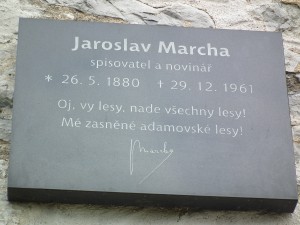 Jaroslav Marcha
spisovatel a novinář
* 26. 5. 1880 † 29. 12. 1961
Oj, vy lesy, nade všechny lesy!
Mé zasněné adamovské lesy!
Marcha